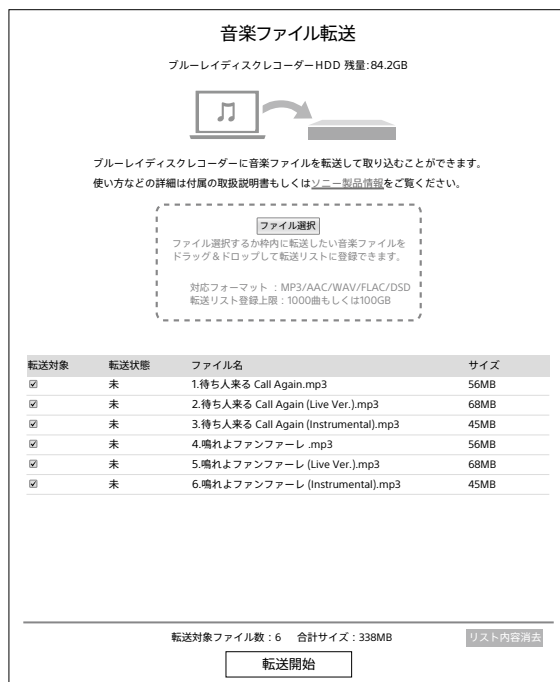 音楽ファイル転送
ブルーレイディスクレコーダーHDD 残量:84.2GB
ブルーレイディスクレコーダーに音楽ファイルを転送して取り込むことができます。
使い方などの詳細は付属の取扱説明書もしくはソニー製品情報をご覧ください。
ファイル選択
ファイル選択するか枠内に転送したい音楽ファイルを
ドラッグ＆ドロップして転送リストに登録できます。
対応フォーマット ：MP3/AAC/WAV/FLAC/DSD
転送リスト登録上限：1000曲もしくは100GB
転送対象 転送状態 ファイル名 サイズ
未 1.待ち人来る Call Again.mp3 56MB
未 2.待ち人来る Call Again (Live Ver.).mp3 68MB
未 3.待ち人来る Call Again (Instrumental).mp3 45MB
未 4.鳴れよファンファーレ .mp3 56MB
未 5.鳴れよファンファーレ (Live Ver.).mp3 68MB
未 6.鳴れよファンファーレ (Instrumental).mp3 45MB
転送対象ファイル数：6 合計サイズ：338MB リスト内容消去
転送開始